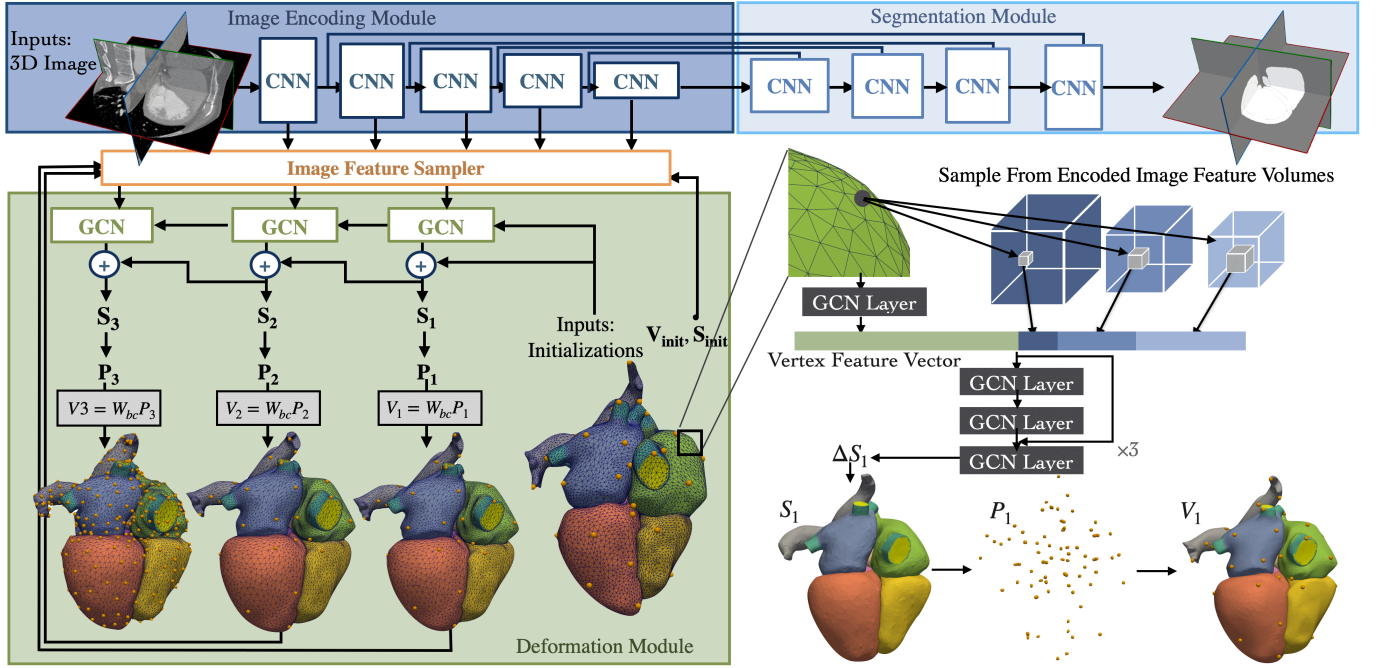 Image Encoding Module
Segmentation Module
Inputs:
3D Image
CNN
CNN
CNN
CNN
CNN
CNN
CNN
CNN
CNN
Image Feature Sampler
GCN
GCN
GCN
+
+
+
S3
S2
S1
P3
P2
P1
V3 = WbcP3
V2 = WbcP2
V1 = WbcP1
Inputs:
Initializations
Vinit, Sinit
Deformation Module
Sample From Encoded Image Feature Volumes
GCN Layer
Vertex Feature Vector
GCN Layer
GCN Layer
GCN Layer
×3
ΔS1
S1
P1
V1